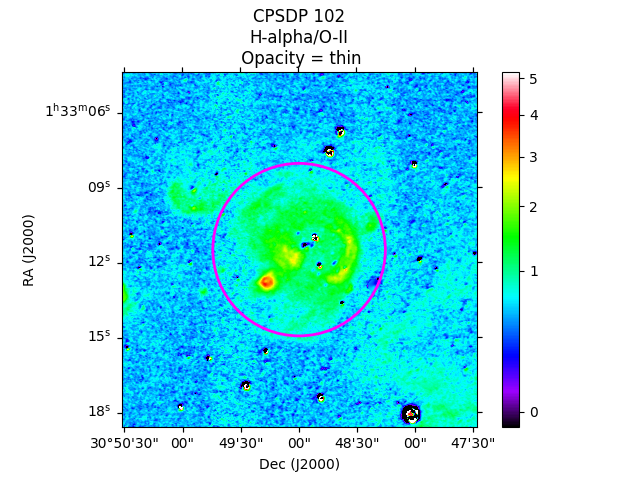 CPSDP 102
H-alpha/O-II
Opacity = thin
RA (J2000)
1ʰ33ᵐ06ˢ
09ˢ
12ˢ
15ˢ
18ˢ
30°50'30" 00" 49'30" 00" 48'30" 00" 47'30"
Dec (J2000)
5
4
3
2
1
0